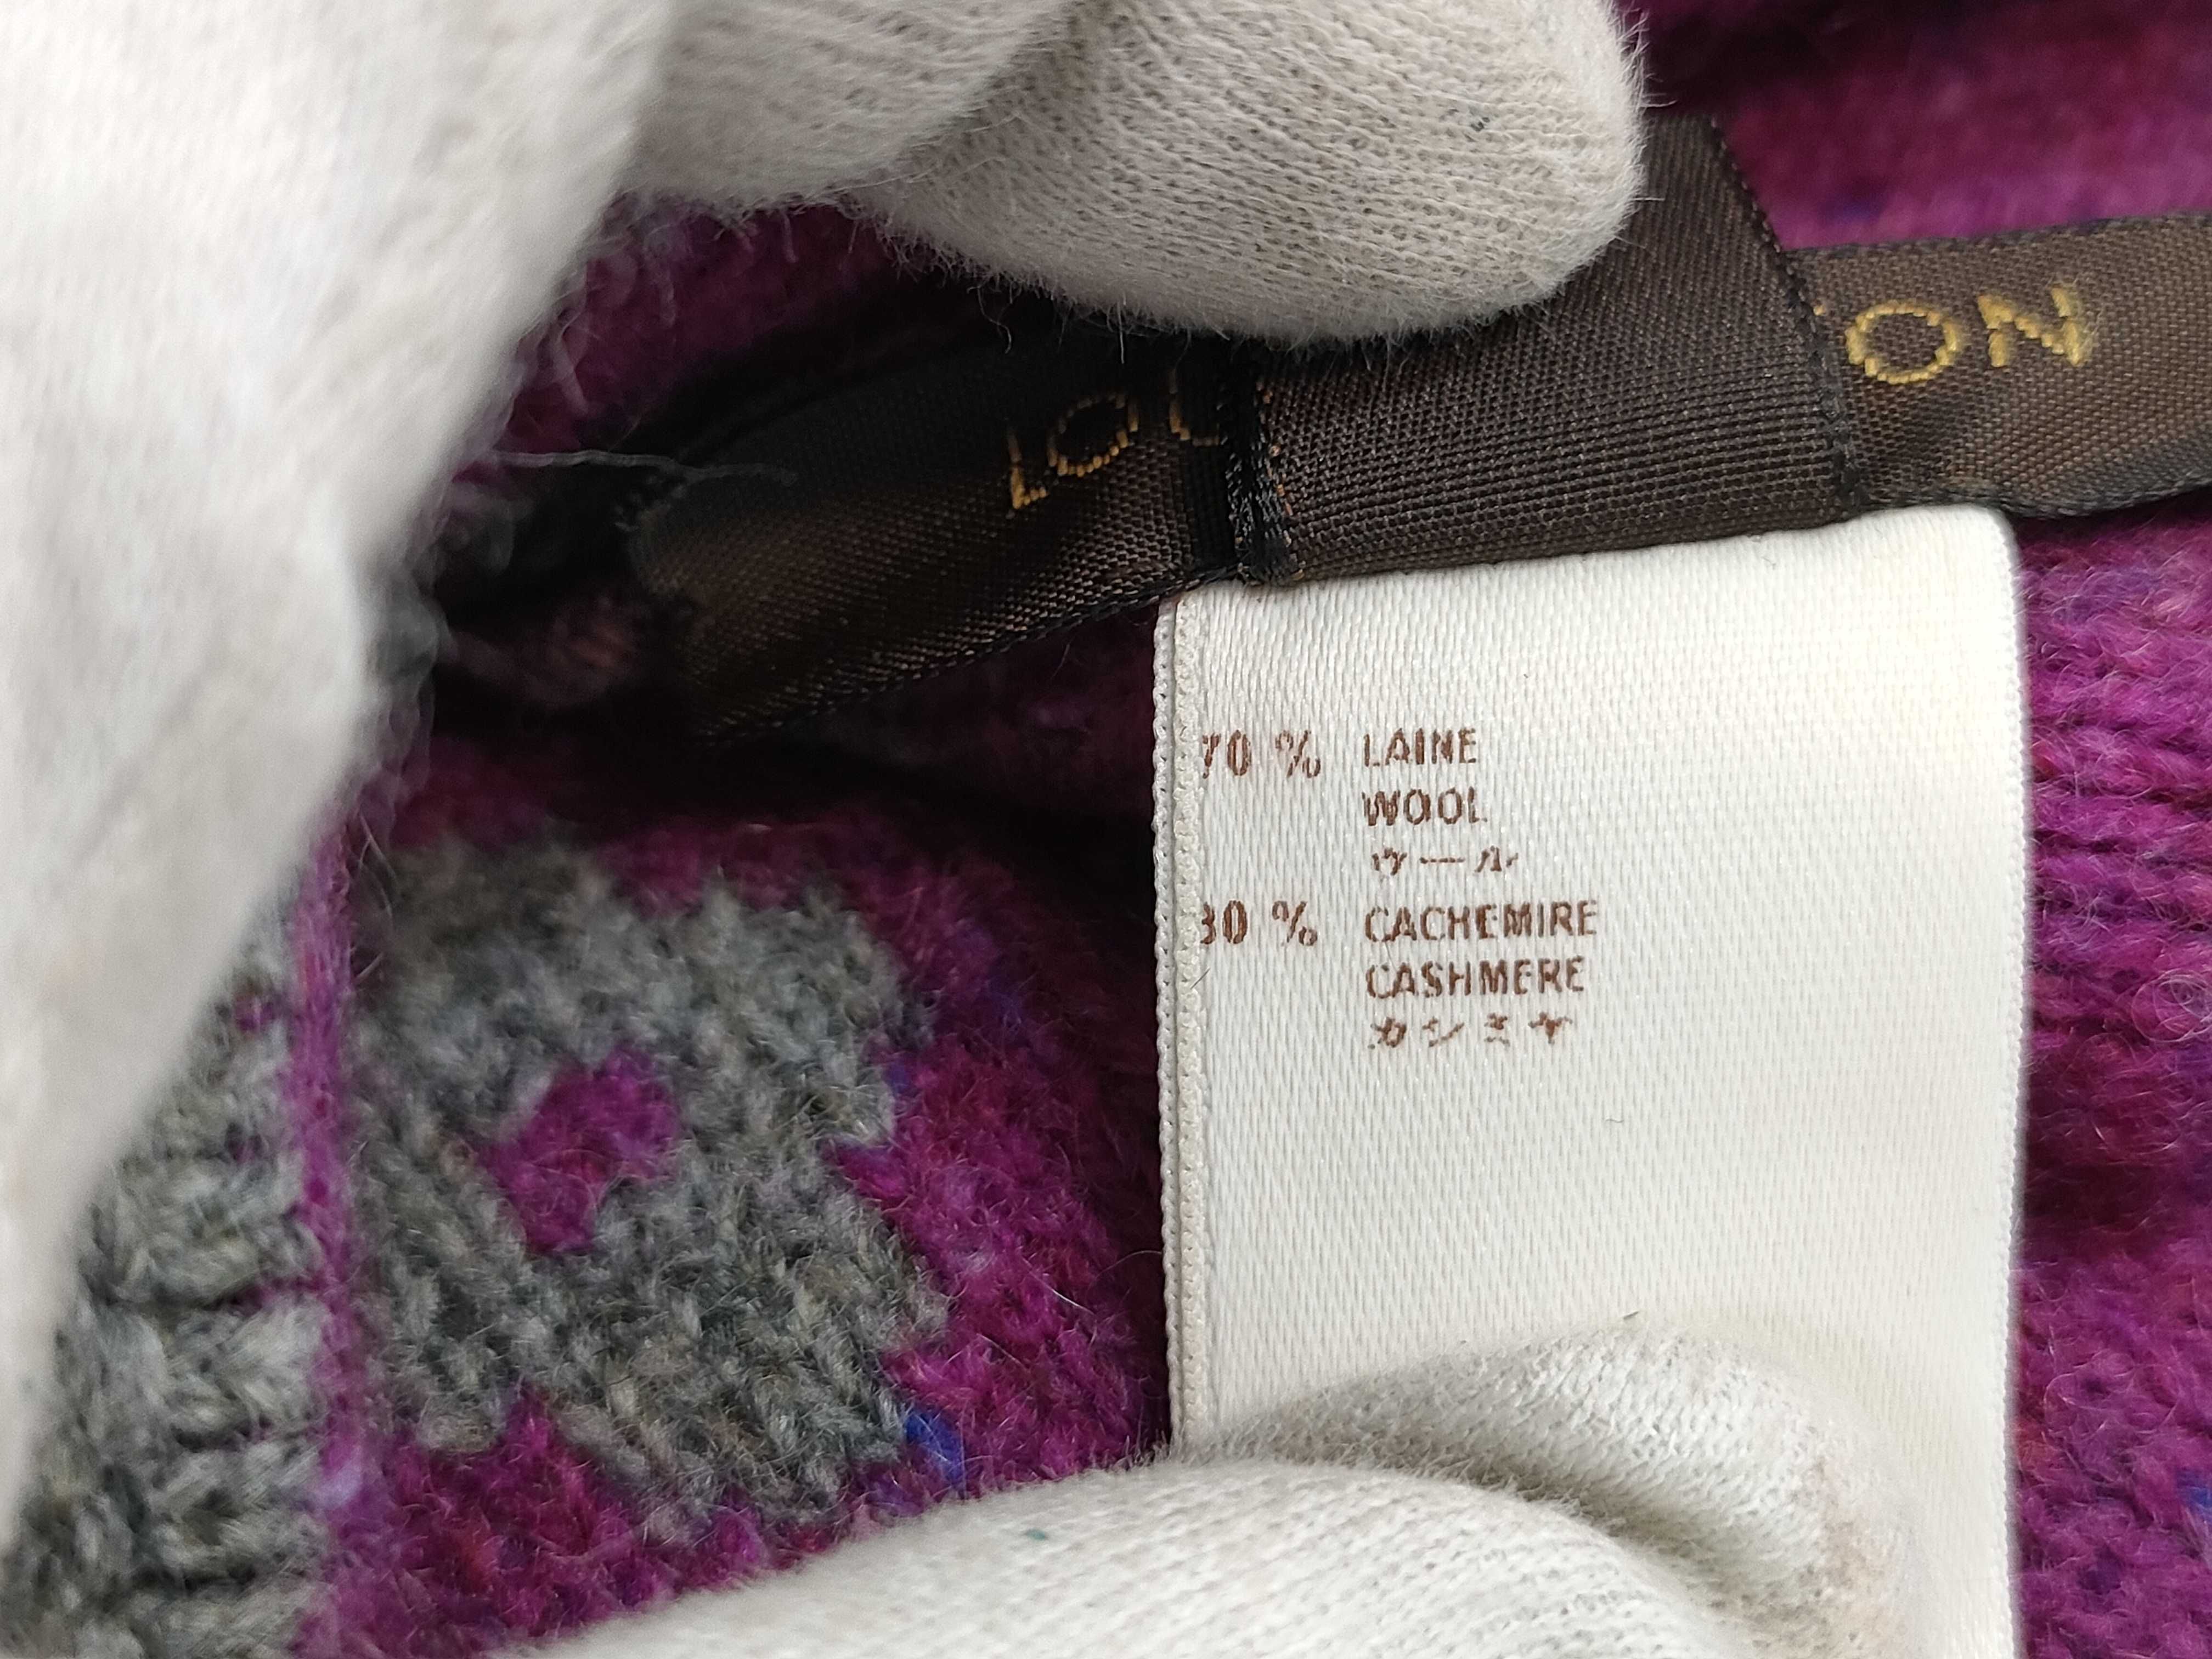 LOU
ON
70 % LAINE
WOOL
ウール
30 % CACHEMIRE
CASHMERE
カシミヤ